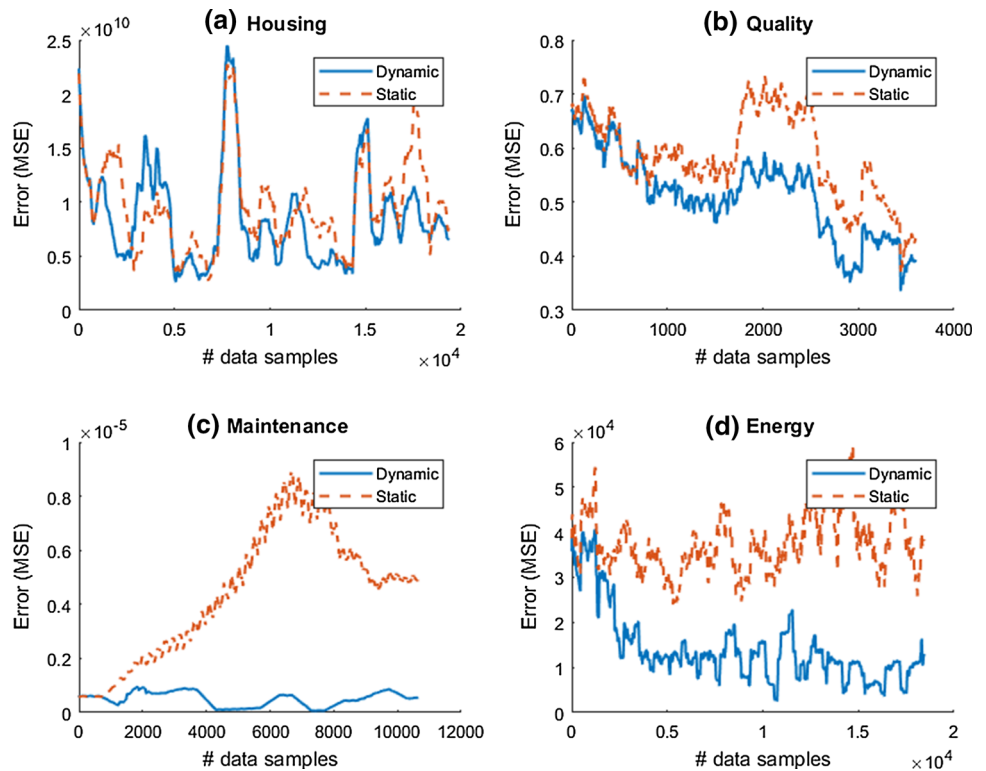 (a) Housing
× 10^10
2.5
2
1.5
1
0.5
0
Error (MSE)
Dynamic
Static
0 0.5 1 1.5 2
# data samples
× 10^4
(b) Quality
0.8
0.7
0.6
0.5
0.4
0.3
Error (MSE)
Dynamic
Static
0 1000 2000 3000 4000
# data samples
(c) Maintenance
×10^-5
1
0.8
0.6
0.4
0.2
0
Error (MSE)
Dynamic
Static
0 2000 4000 6000 8000 10000 12000
# data samples
(d) Energy
× 10^4
6
5
4
3
2
1
0
Error (MSE)
Dynamic
Static
0 0.5 1 1.5 2
# data samples
× 10^4